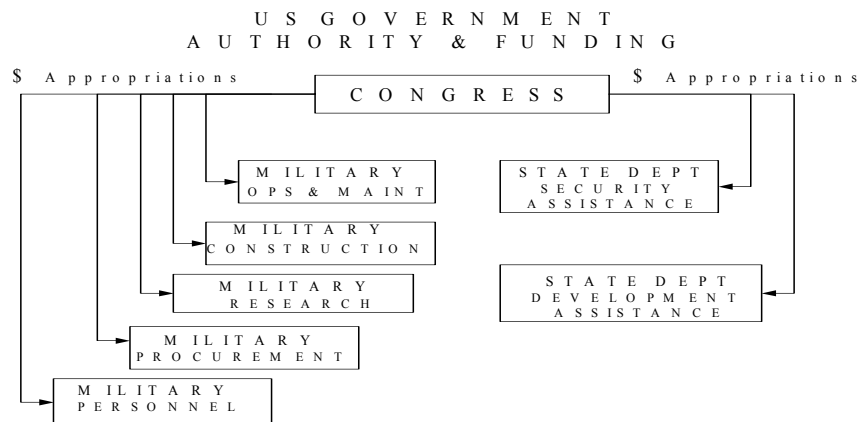 US GOVERNMENT
AUTHORITY & FUNDING
$ Appropriations
$ Appropriations
CONGRESS
MILITARY
OPS & MAINT
STATE DEPT
SECURITY
ASSISTANCE
MILITARY
CONSTRUCTION
MILITARY
RESEARCH
STATE DEPT
DEVELOPMENT
ASSISTANCE
MILITARY
PROCUREMENT
MILITARY
PERSONNEL